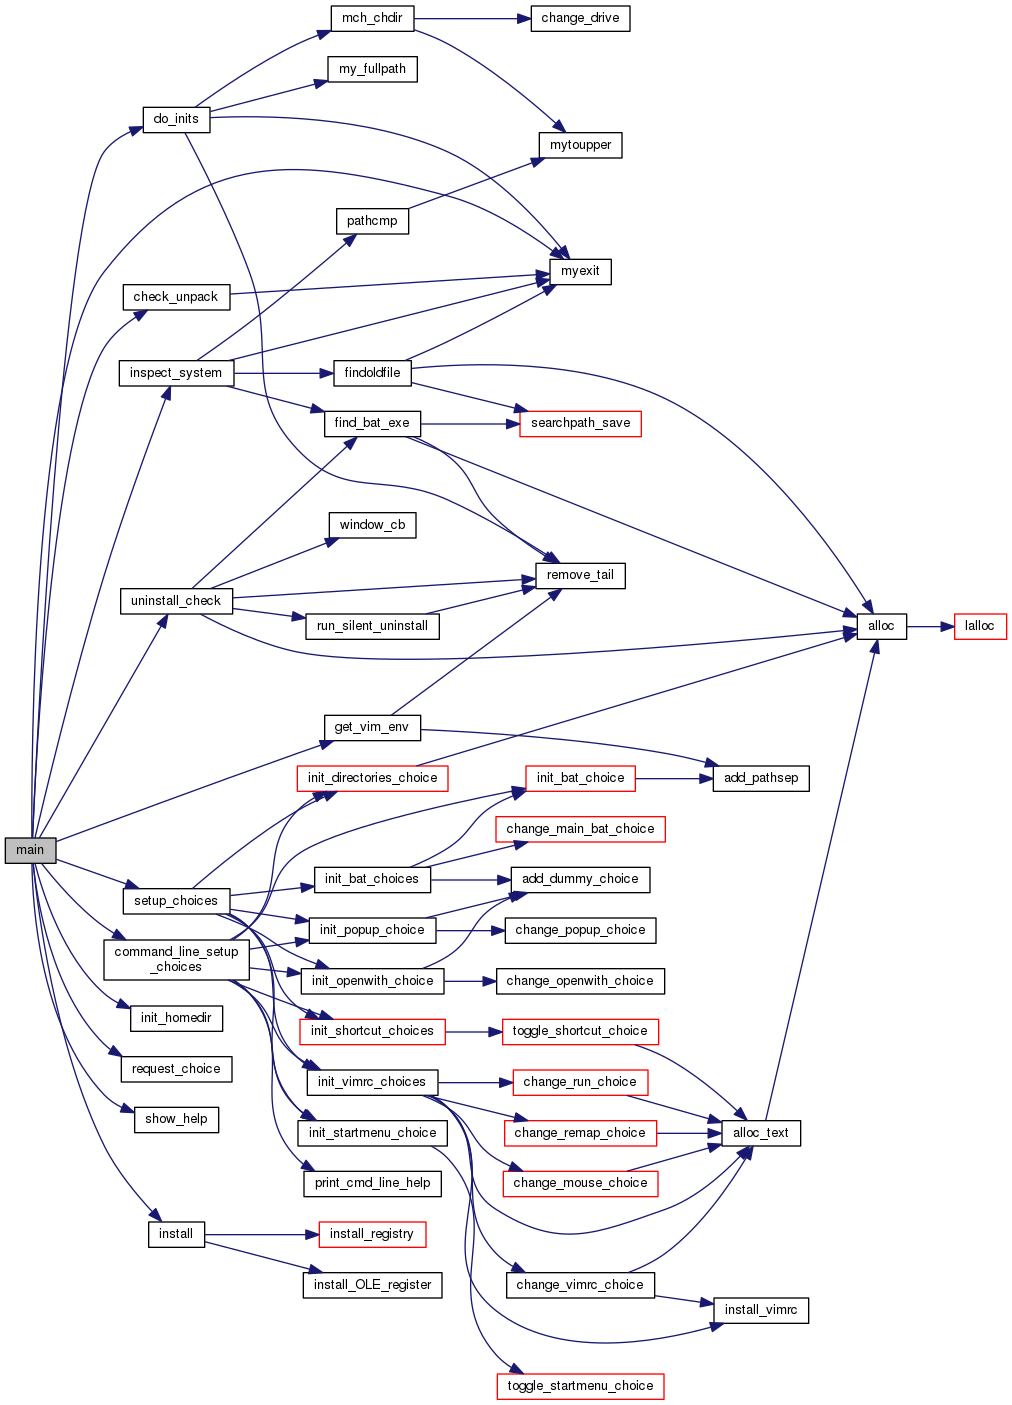 mch_chdir
change_drive
my_fullpath
do_inits
mytoupper
pathcmp
myexit
check_unpack
inspect_system
findoldfile
find_bat_exe
searchpath_save
window_cb
remove_tail
uninstall_check
run_silent_uninstall
alloc
lalloc
get_vim_env
init_directories_choice
init_bat_choice
add_pathsep
change_main_bat_choice
main
setup_choices
init_bat_choices
add_dummy_choice
init_popup_choice
change_popup_choice
command_line_setup
_choices
init_openwith_choice
change_openwith_choice
init_homedir
init_shortcut_choices
toggle_shortcut_choice
request_choice
init_vimrc_choices
change_run_choice
show_help
init_startmenu_choice
change_remap_choice
alloc_text
print_cmd_line_help
change_mouse_choice
install
install_registry
install_OLE_register
change_vimrc_choice
install_vimrc
toggle_startmenu_choice